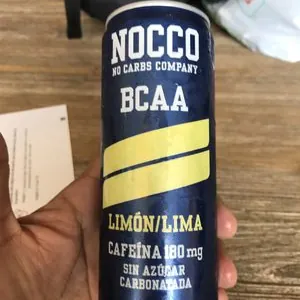 NOCCO
NO CARBS COMPANY
BCAA
LIMÓN/LIMA
CAFEÍNA 180 mg
SIN AZÚCAR
CARBONATADA